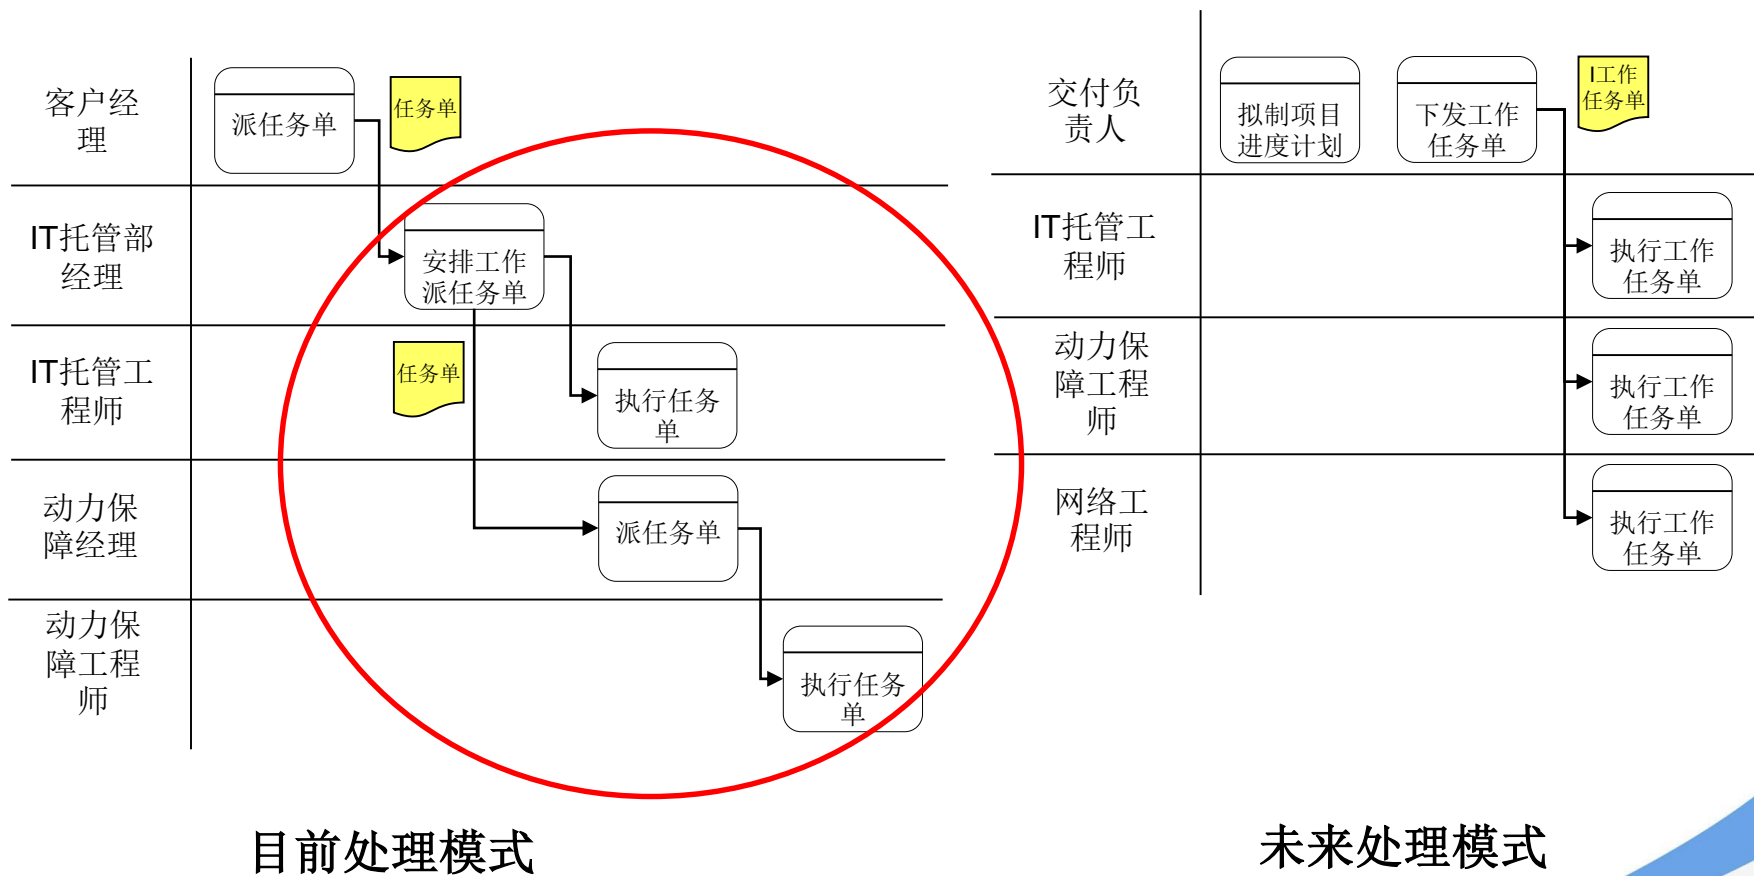 客户经
理
派任务单
任务单
IT托管部
经理
安排工作
派任务单
IT托管工
程师
任务单
执行任务
单
动力保
障经理
派任务单
动力保
障工程
师
执行任务
单
目前处理模式
交付负
责人
拟制项目
进度计划
下发工作
任务单
I工作
任务单
IT托管工
程师
执行工作
任务单
动力保
障工程
师
执行工作
任务单
网络工
程师
执行工作
任务单
未来处理模式